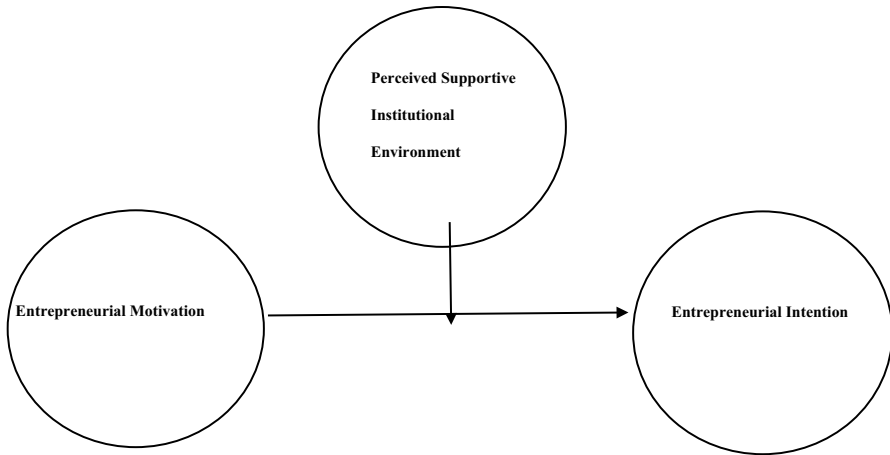 Perceived Supportive
Institutional
Environment
Entrepreneurial Motivation
Entrepreneurial Intention